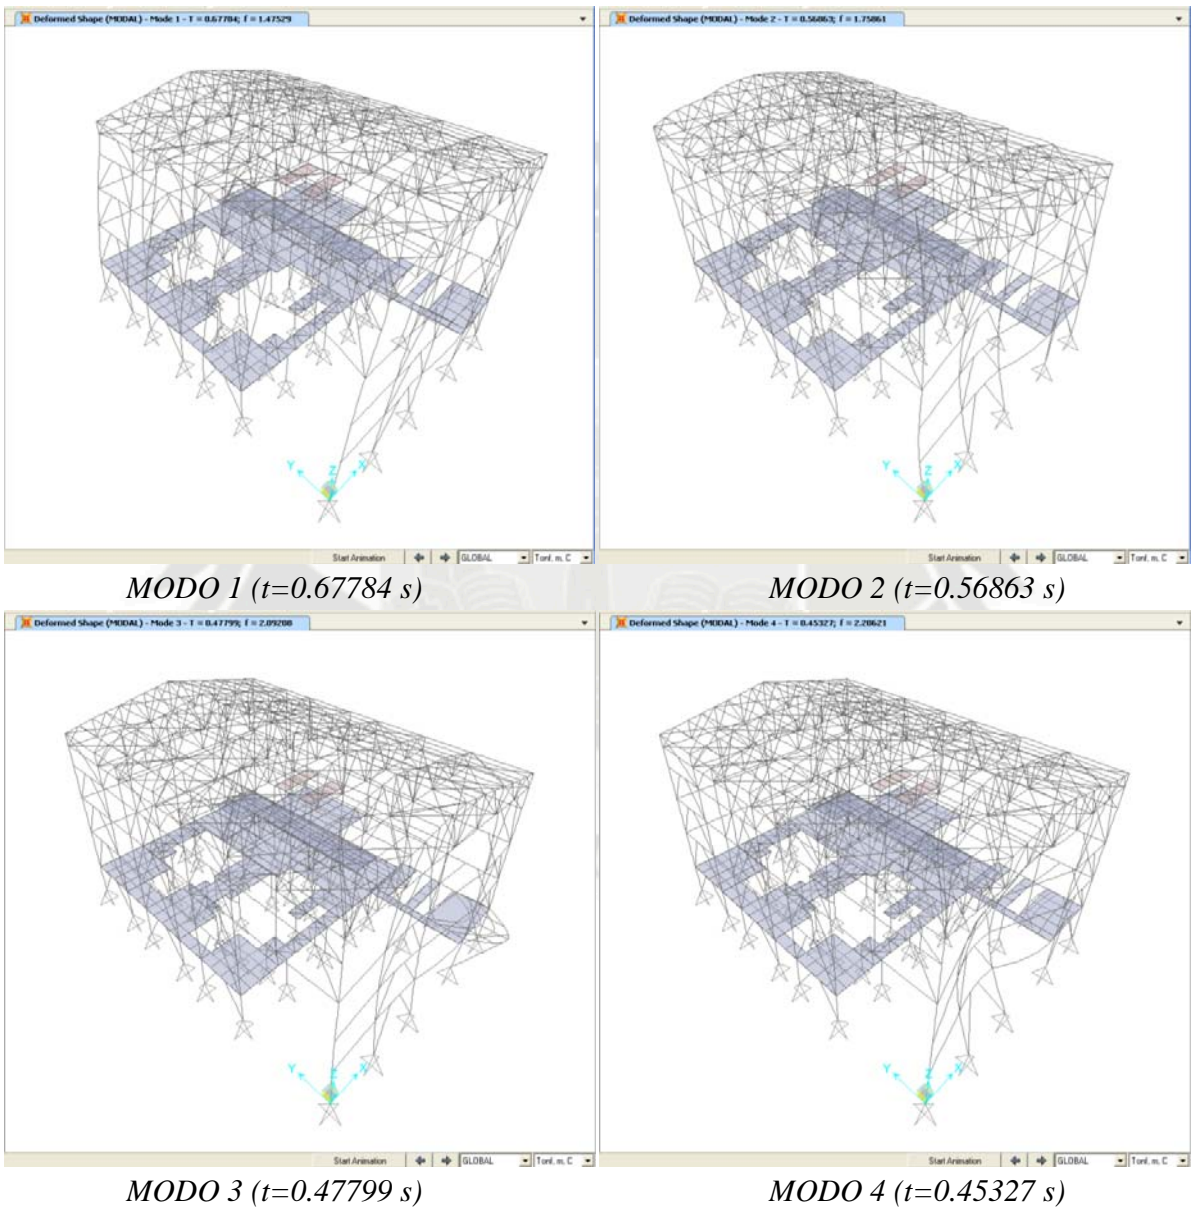 Deformed Shape (MODAL) - Mode 1 - T = 0.67784; f = 1.47529
Deformed Shape (MODAL) - Mode 2 - T = 0.56863; f = 1.75861
Y Z X
Y Z X
Start Animation GLOBAL Tonf, m, C
Start Animation GLOBAL Tonf, m, C
MODO 1 (t=0.67784 s)
MODO 2 (t=0.56863 s)
Deformed Shape (MODAL) - Mode 3 - T = 0.47799; f = 2.09208
Deformed Shape (MODAL) - Mode 4 - T = 0.45327; f = 2.20621
Y Z X
Y Z X
Start Animation GLOBAL Tonf, m, C
Start Animation GLOBAL Tonf, m, C
MODO 3 (t=0.47799 s)
MODO 4 (t=0.45327 s)